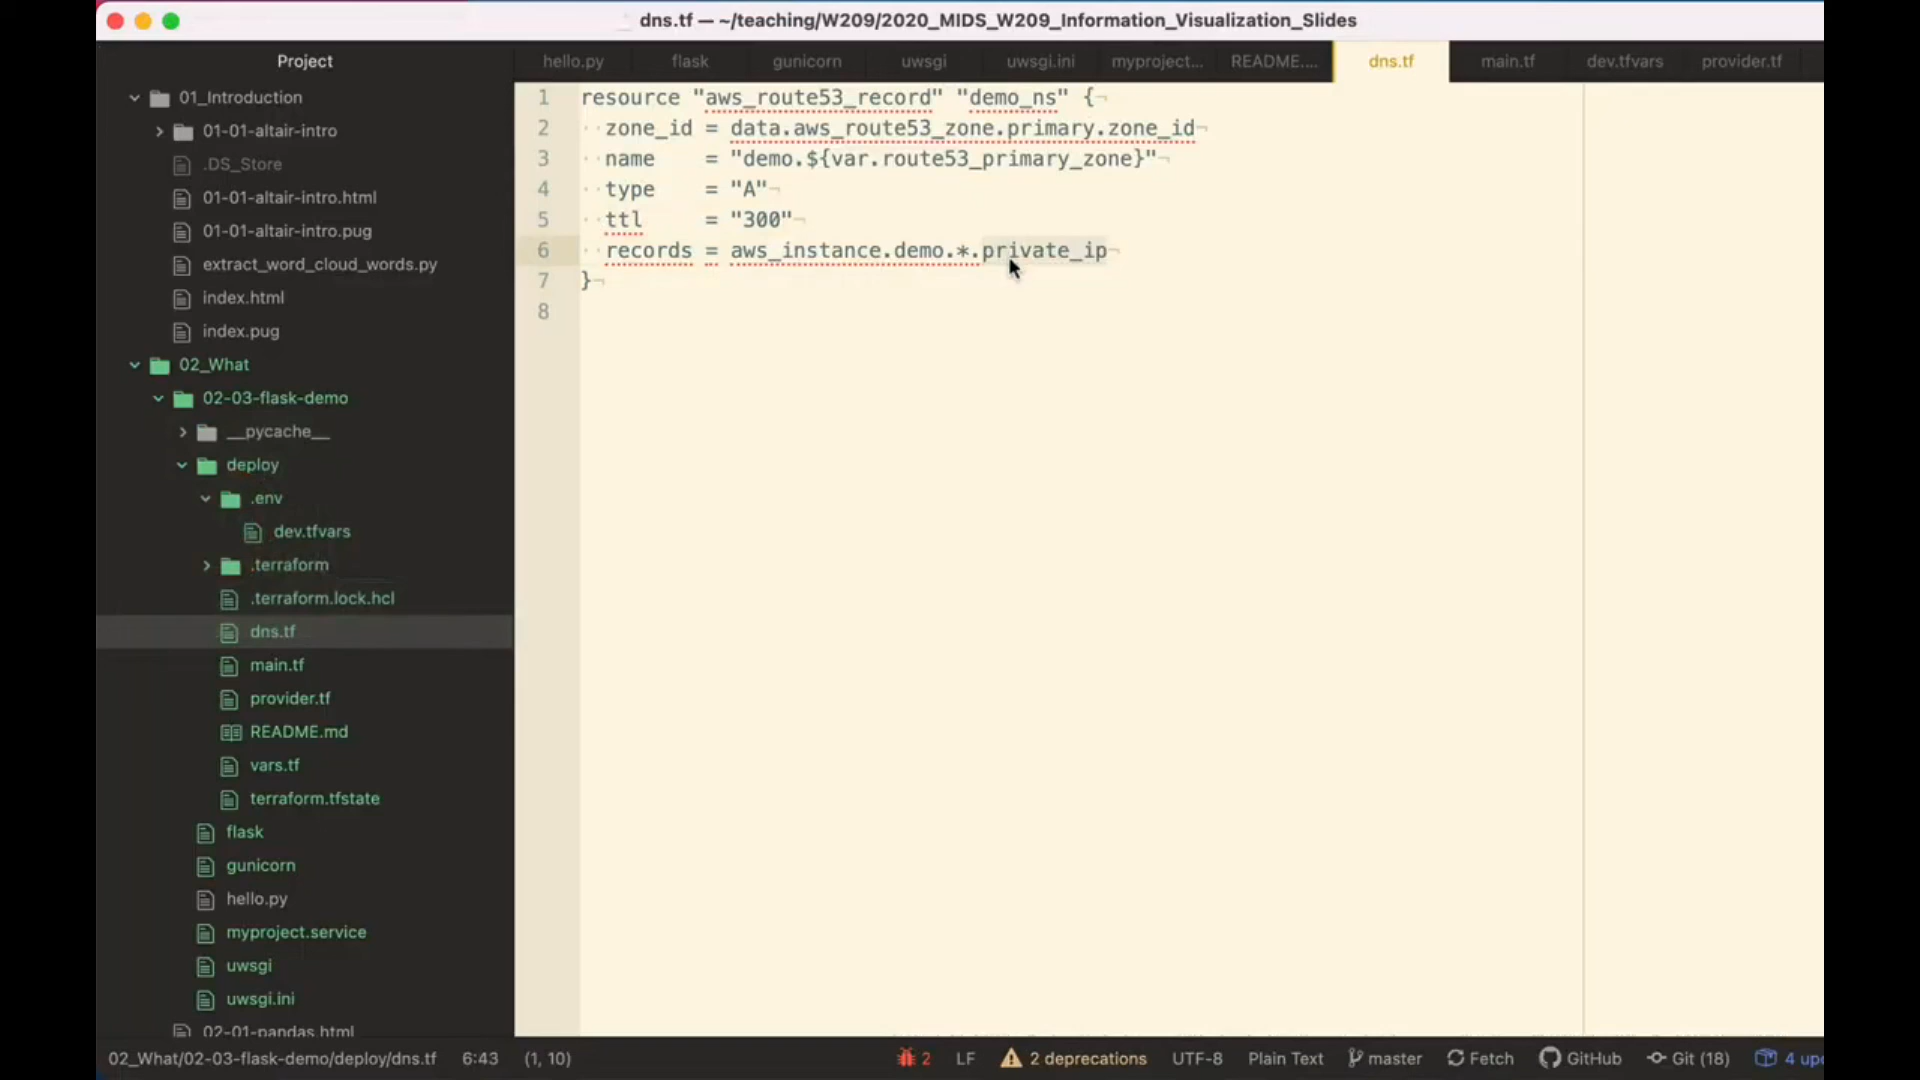 dns.tf — ~/teaching/W209/2020_MIDS_W209_Information_Visualization_Slides
Project
hello.py flask gunicorn uwsgi uwsgi.ini myproject... README.... dns.tf main.tf dev.tfvars provider.tf
01_Introduction
01-01-altair-intro
.DS_Store
01-01-altair-intro.html
01-01-altair-intro.pug
extract_word_cloud_words.py
index.html
index.pug
02_What
02-03-flask-demo
__pycache__
deploy
.env
dev.tfvars
.terraform
.terraform.lock.hcl
dns.tf
main.tf
provider.tf
README.md
vars.tf
terraform.tfstate
flask
gunicorn
hello.py
myproject.service
uwsgi
uwsgi.ini
02-01-pandas.html
1 resource "aws_route53_record" "demo_ns" {
2 zone_id = data.aws_route53_zone.primary.zone_id
3 name = "demo.${var.route53_primary_zone}"
4 type = "A"
5 ttl = "300"
6 records = aws_instance.demo.*.private_ip
7 }
8
02_What/02-03-flask-demo/deploy/dns.tf 6:43 (1, 10) 2 LF 2 deprecations UTF-8 Plain Text master Fetch GitHub Git (18) 4 up